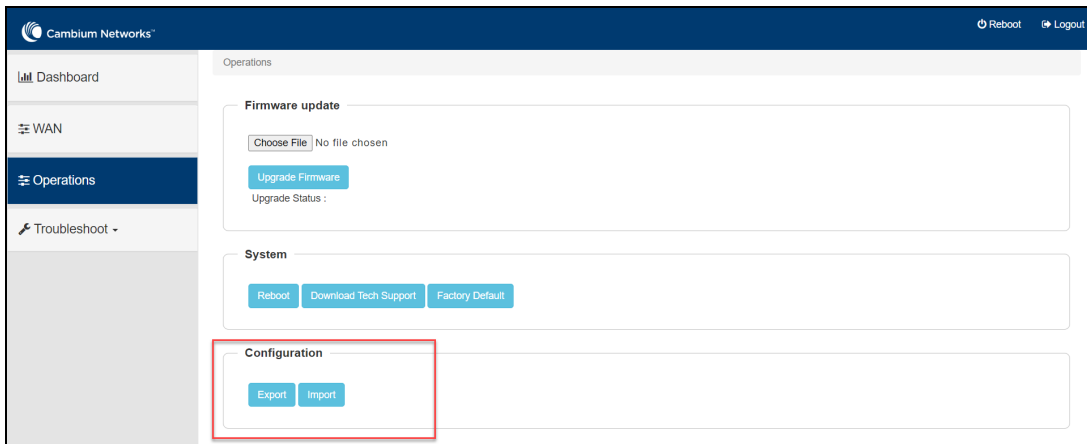 Cambium Networks™
Reboot Logout
Dashboard
WAN
Operations
Troubleshoot
Operations
Firmware update
Choose File No file chosen
Upgrade Firmware
Upgrade Status :
System
Reboot Download Tech Support Factory Default
Configuration
Export Import